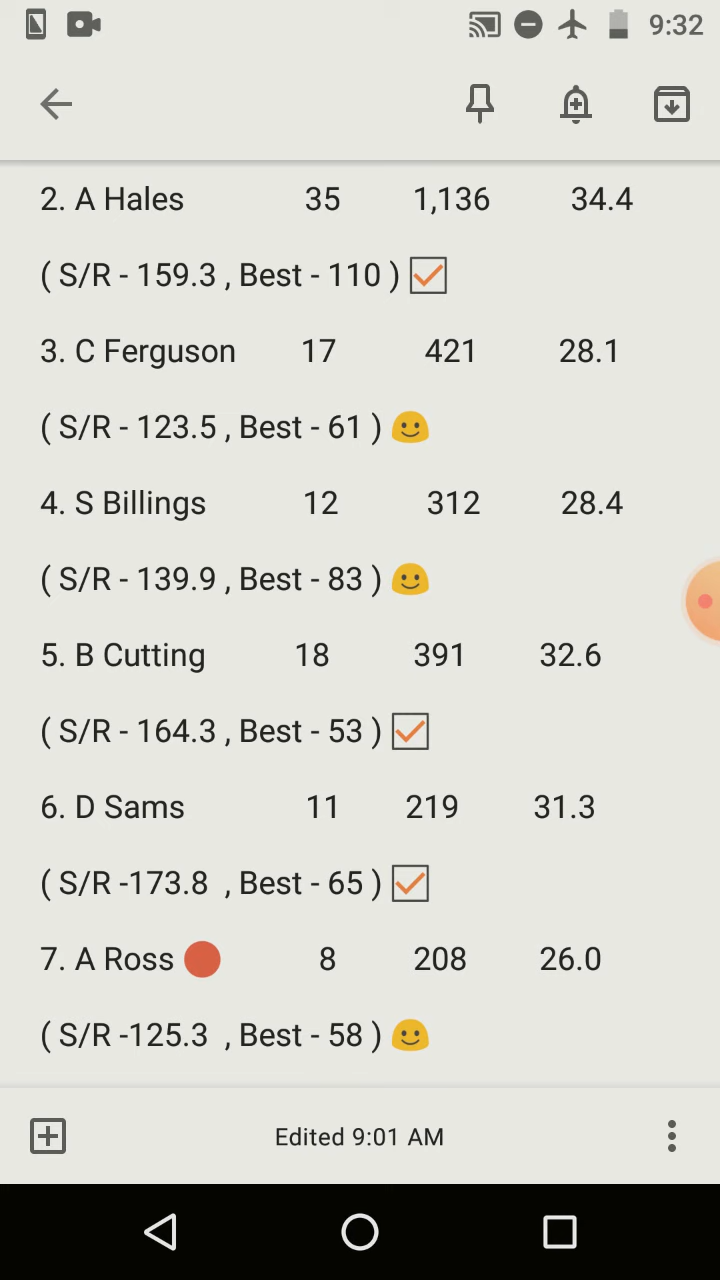 9:32
2. A Hales 35 1,136 34.4
( S/R - 159.3 , Best - 110 ) ☑
3. C Ferguson 17 421 28.1
( S/R - 123.5 , Best - 61 ) 🙂
4. S Billings 12 312 28.4
( S/R - 139.9 , Best - 83 ) 🙂
5. B Cutting 18 391 32.6
( S/R - 164.3 , Best - 53 ) ☑
6. D Sams 11 219 31.3
( S/R -173.8 , Best - 65 ) ☑
7. A Ross 🔴 8 208 26.0
( S/R -125.3 , Best - 58 ) 🙂
Edited 9:01 AM